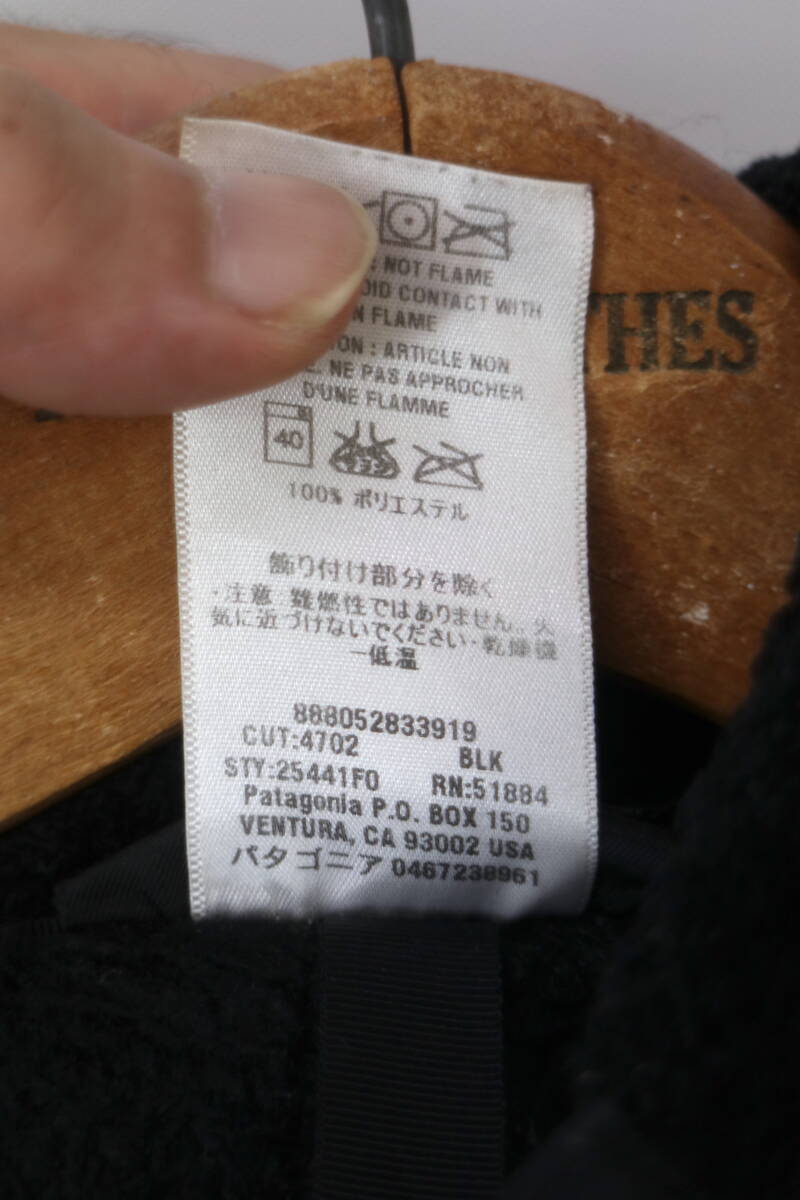 : NOT FLAME
OID CONTACT WITH
N FLAME
ON : ARTICLE NON
. NE PAS APPROCHER
D'UNE FLAMME
40
100% ポリエステル
飾り付け部分を除く
・注意 難燃性ではありません。火
気に近づけないでください・乾燥機
ー低温
888052833919
CUT:4702 BLK
STY:25441F0 RN:51884
Patagonia P.O. BOX 150
VENTURA, CA 93002 USA
パタゴニア 0467238961
THES